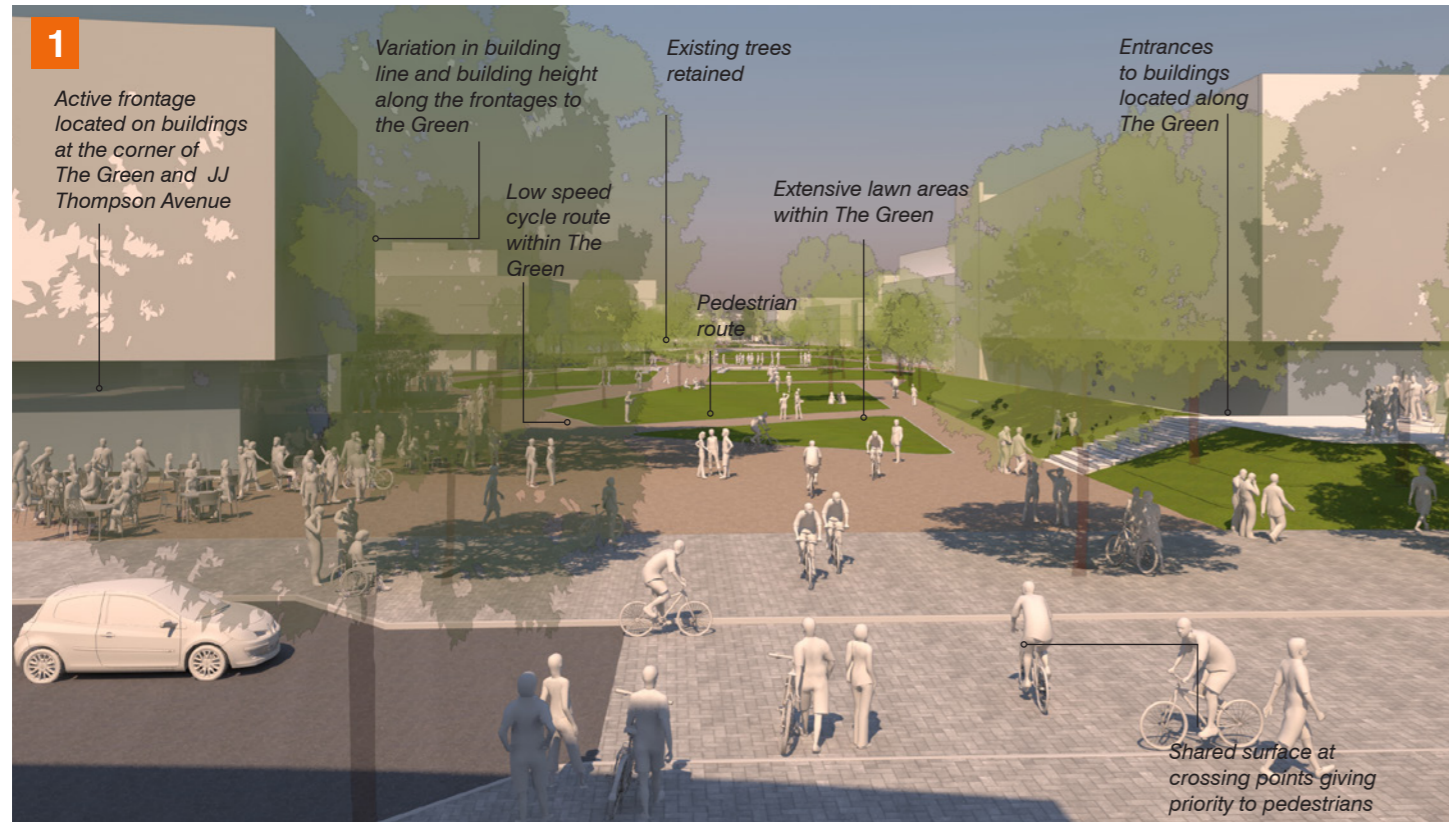 1
Active frontage
located on buildings
at the corner of
The Green and JJ
Thompson Avenue
Variation in building
line and building height
along the frontages to
the Green
Existing trees
retained
Entrances
to buildings
located along
The Green
Low speed
cycle route
within The
Green
Extensive lawn areas
within The Green
Pedestrian
route
Shared surface at
crossing points giving
priority to pedestrians